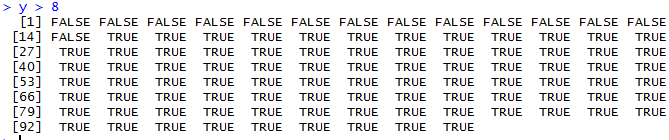 > y > 8
[1] FALSE FALSE FALSE FALSE FALSE FALSE FALSE FALSE FALSE FALSE FALSE FALSE FALSE
[14] FALSE TRUE TRUE TRUE TRUE TRUE TRUE TRUE TRUE TRUE TRUE TRUE TRUE
[27] TRUE TRUE TRUE TRUE TRUE TRUE TRUE TRUE TRUE TRUE TRUE TRUE TRUE
[40] TRUE TRUE TRUE TRUE TRUE TRUE TRUE TRUE TRUE TRUE TRUE TRUE TRUE
[53] TRUE TRUE TRUE TRUE TRUE TRUE TRUE TRUE TRUE TRUE TRUE TRUE TRUE
[66] TRUE TRUE TRUE TRUE TRUE TRUE TRUE TRUE TRUE TRUE TRUE TRUE TRUE
[79] TRUE TRUE TRUE TRUE TRUE TRUE TRUE TRUE TRUE TRUE TRUE TRUE TRUE
[92] TRUE TRUE TRUE TRUE TRUE TRUE TRUE TRUE TRUE